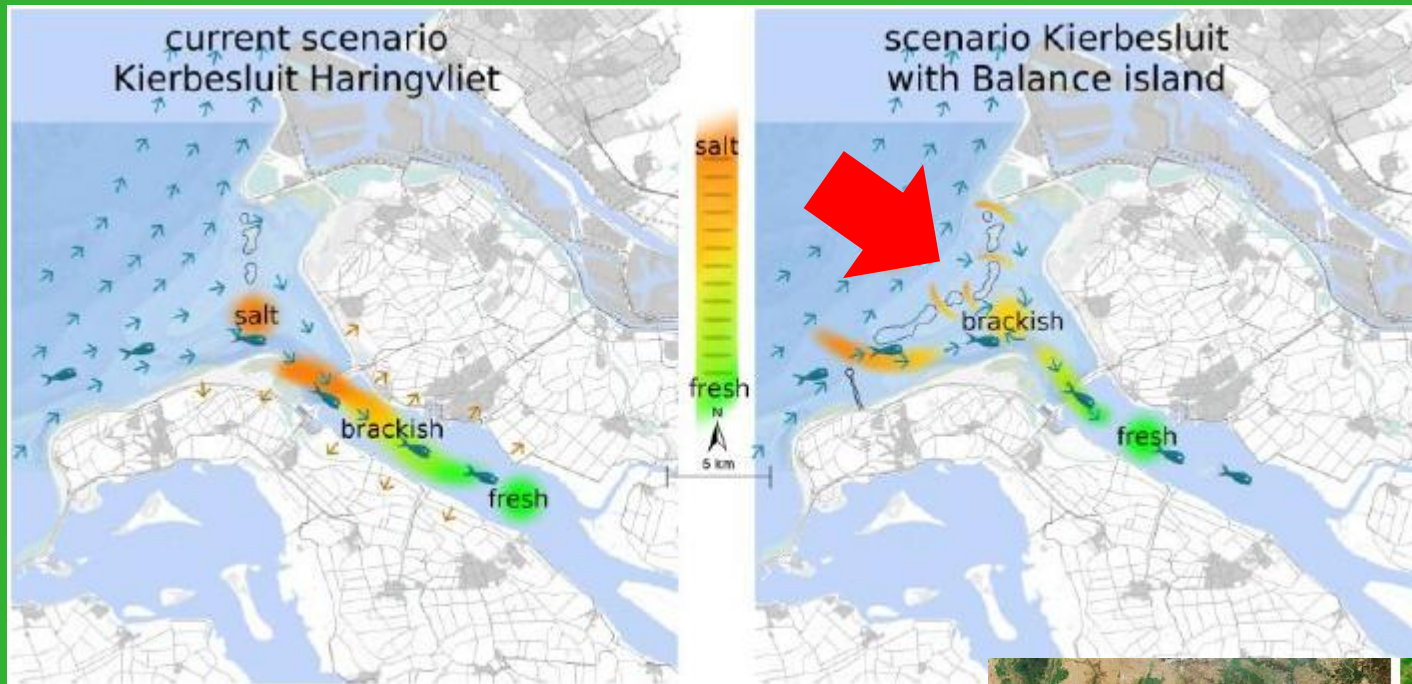 current scenario
Kierbesluit Haringvliet
salt
brackish
fresh
salt
fresh
N
5 km
scenario Kierbesluit
with Balance island
brackish
fresh